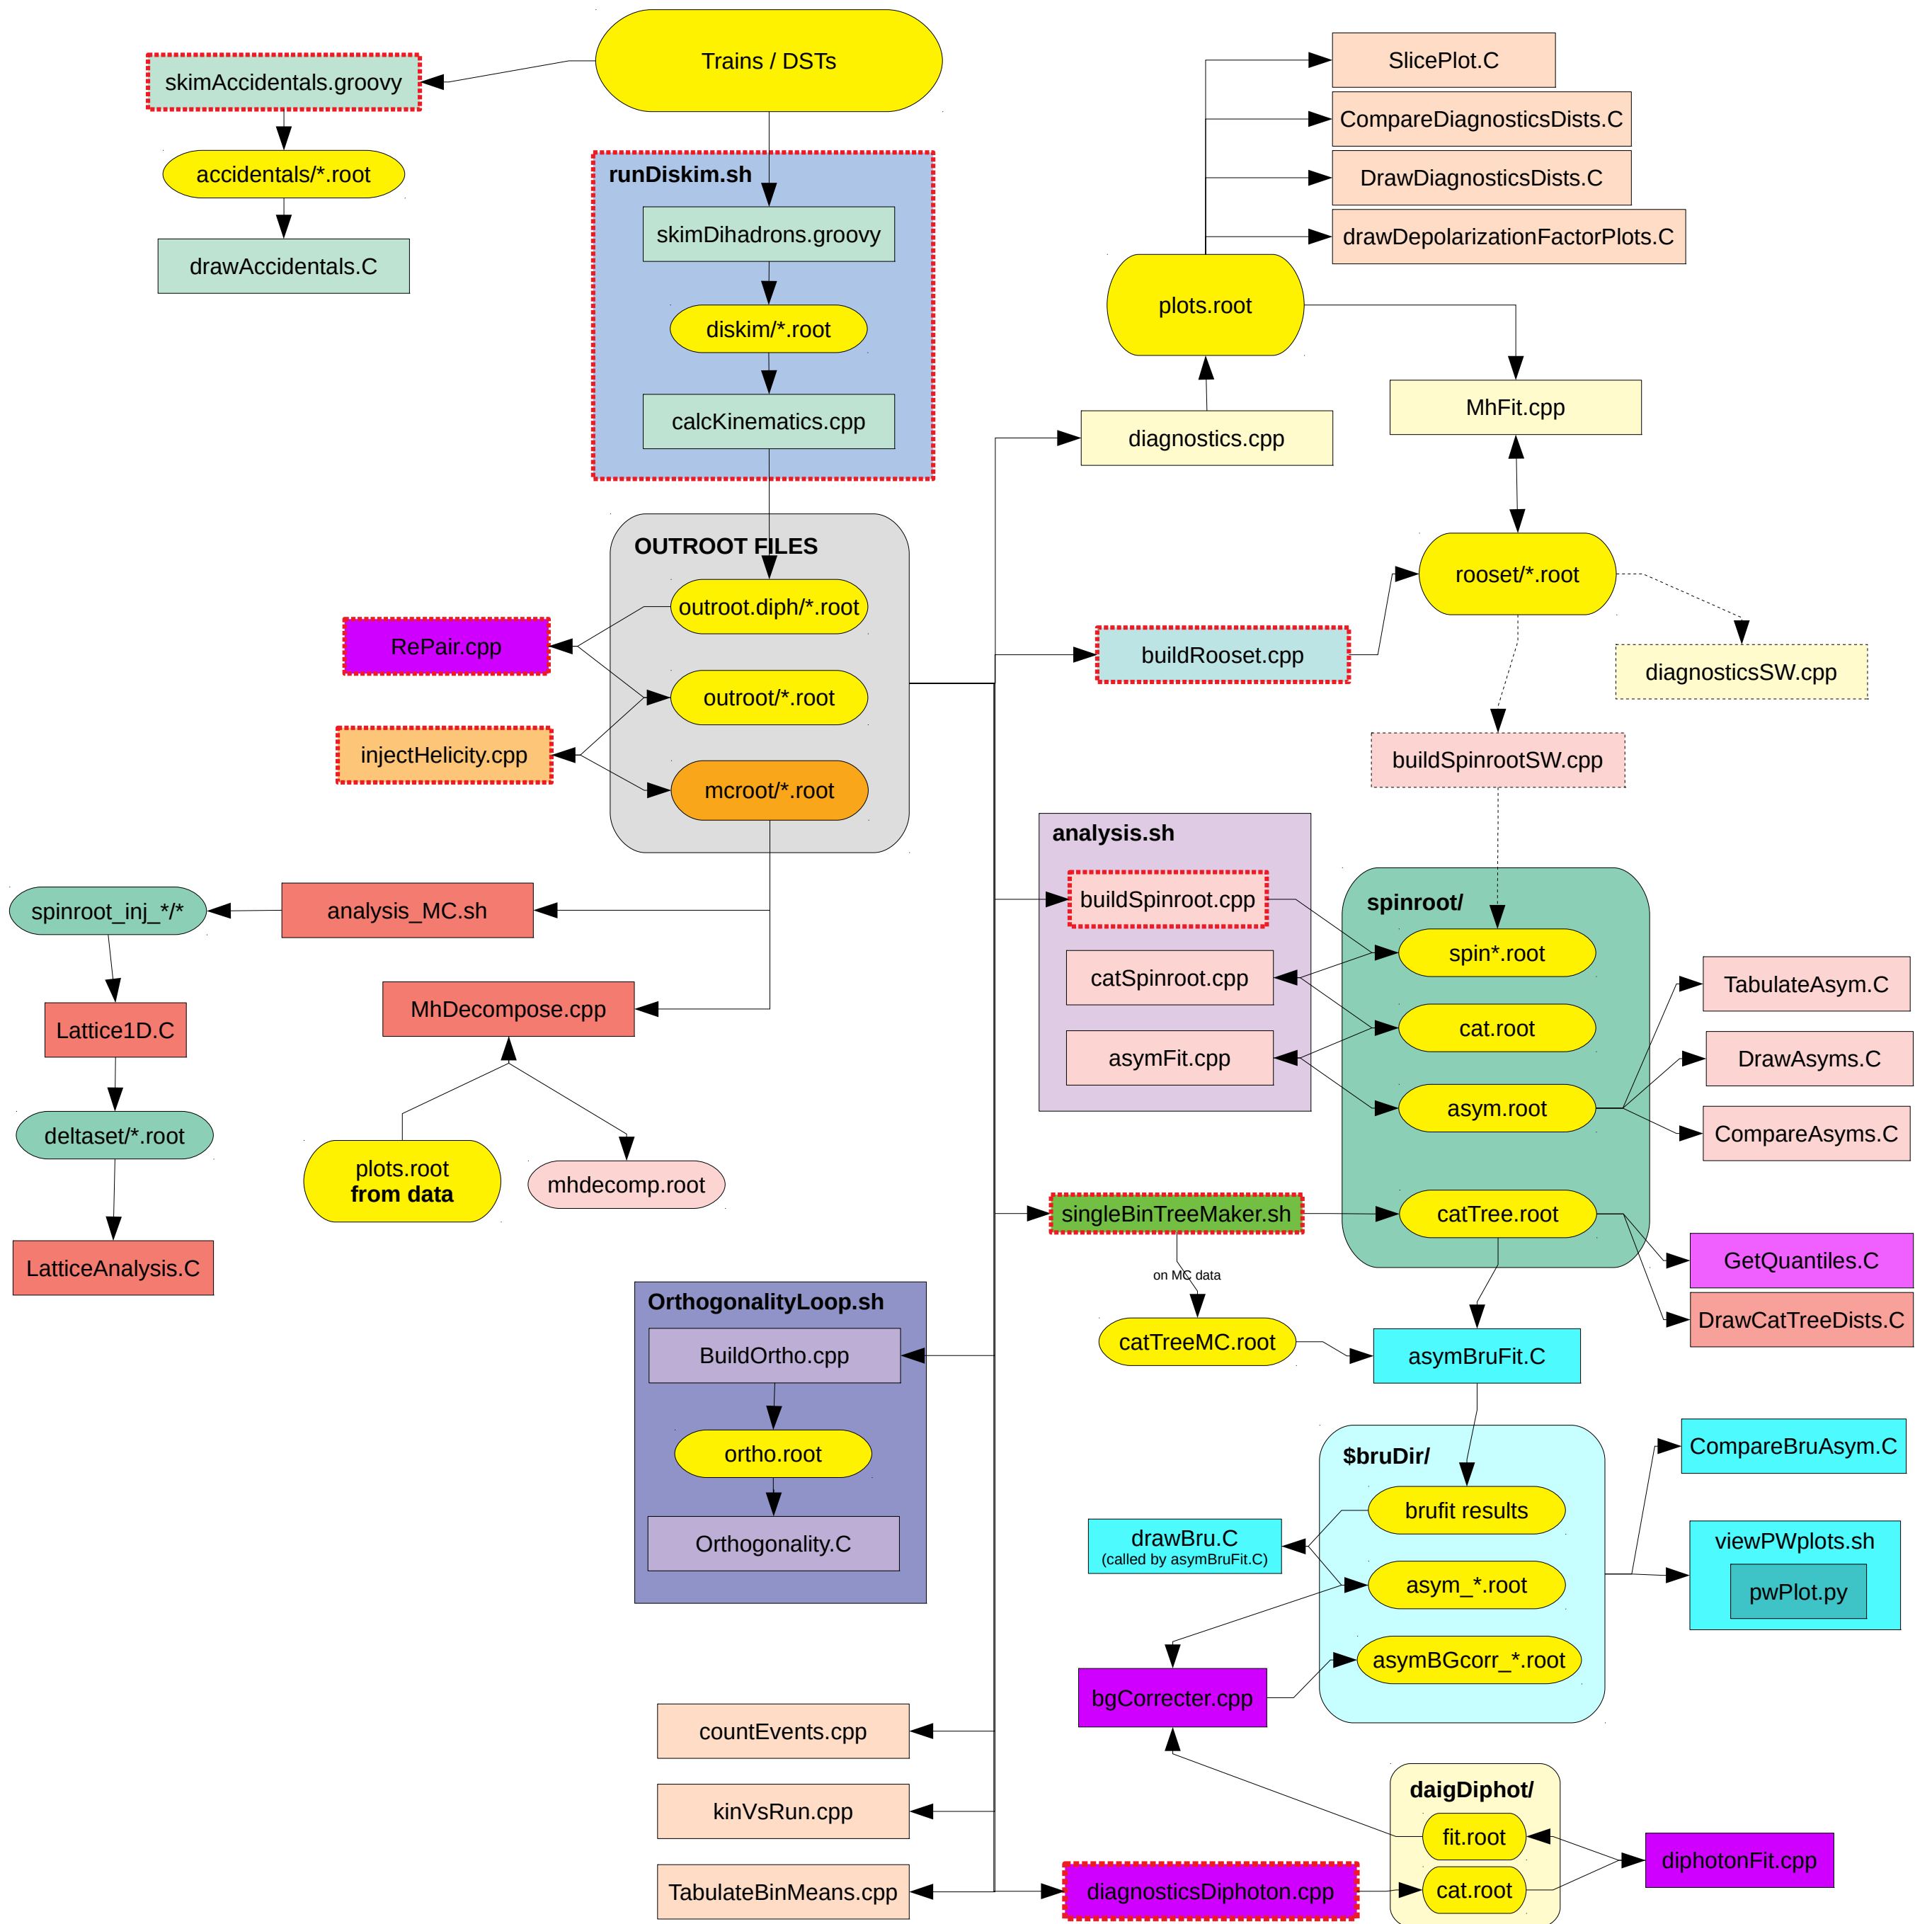 Trains / DSTs
skimAccidentals.groovy
accidentals/*.root
drawAccidentals.C
runDiskim.sh
skimDihadrons.groovy
diskim/*.root
calcKinematics.cpp
SlicePlot.C
CompareDiagnosticsDists.C
DrawDiagnosticsDists.C
drawDepolarizationFactorPlots.C
plots.root
MhFit.cpp
diagnostics.cpp
OUTROOT FILES
outroot.diph/*.root
outroot/*.root
mcroot/*.root
RePair.cpp
injectHelicity.cpp
rooset/*.root
buildRooset.cpp
diagnosticsSW.cpp
buildSpinrootSW.cpp
analysis.sh
buildSpinroot.cpp
catSpinroot.cpp
asymFit.cpp
spinroot/
spin*.root
cat.root
asym.root
catTree.root
TabulateAsym.C
DrawAsyms.C
CompareAsyms.C
GetQuantiles.C
DrawCatTreeDists.C
spinroot_inj_*/*
analysis_MC.sh
Lattice1D.C
MhDecompose.cpp
deltaset/*.root
plots.root
from data
mhdecomp.root
LatticeAnalysis.C
singleBinTreeMaker.sh
on MC data
catTreeMC.root
asymBruFit.C
OrthogonalityLoop.sh
BuildOrtho.cpp
ortho.root
Orthogonality.C
$bruDir/
brufit results
asym_*.root
asymBGcorr_*.root
drawBru.C
(called by asymBruFit.C)
CompareBruAsym.C
viewPWplots.sh
pwPlot.py
bgCorrecter.cpp
countEvents.cpp
kinVsRun.cpp
TabulateBinMeans.cpp
daigDiphot/
fit.root
cat.root
diphotonFit.cpp
diagnosticsDiphoton.cpp